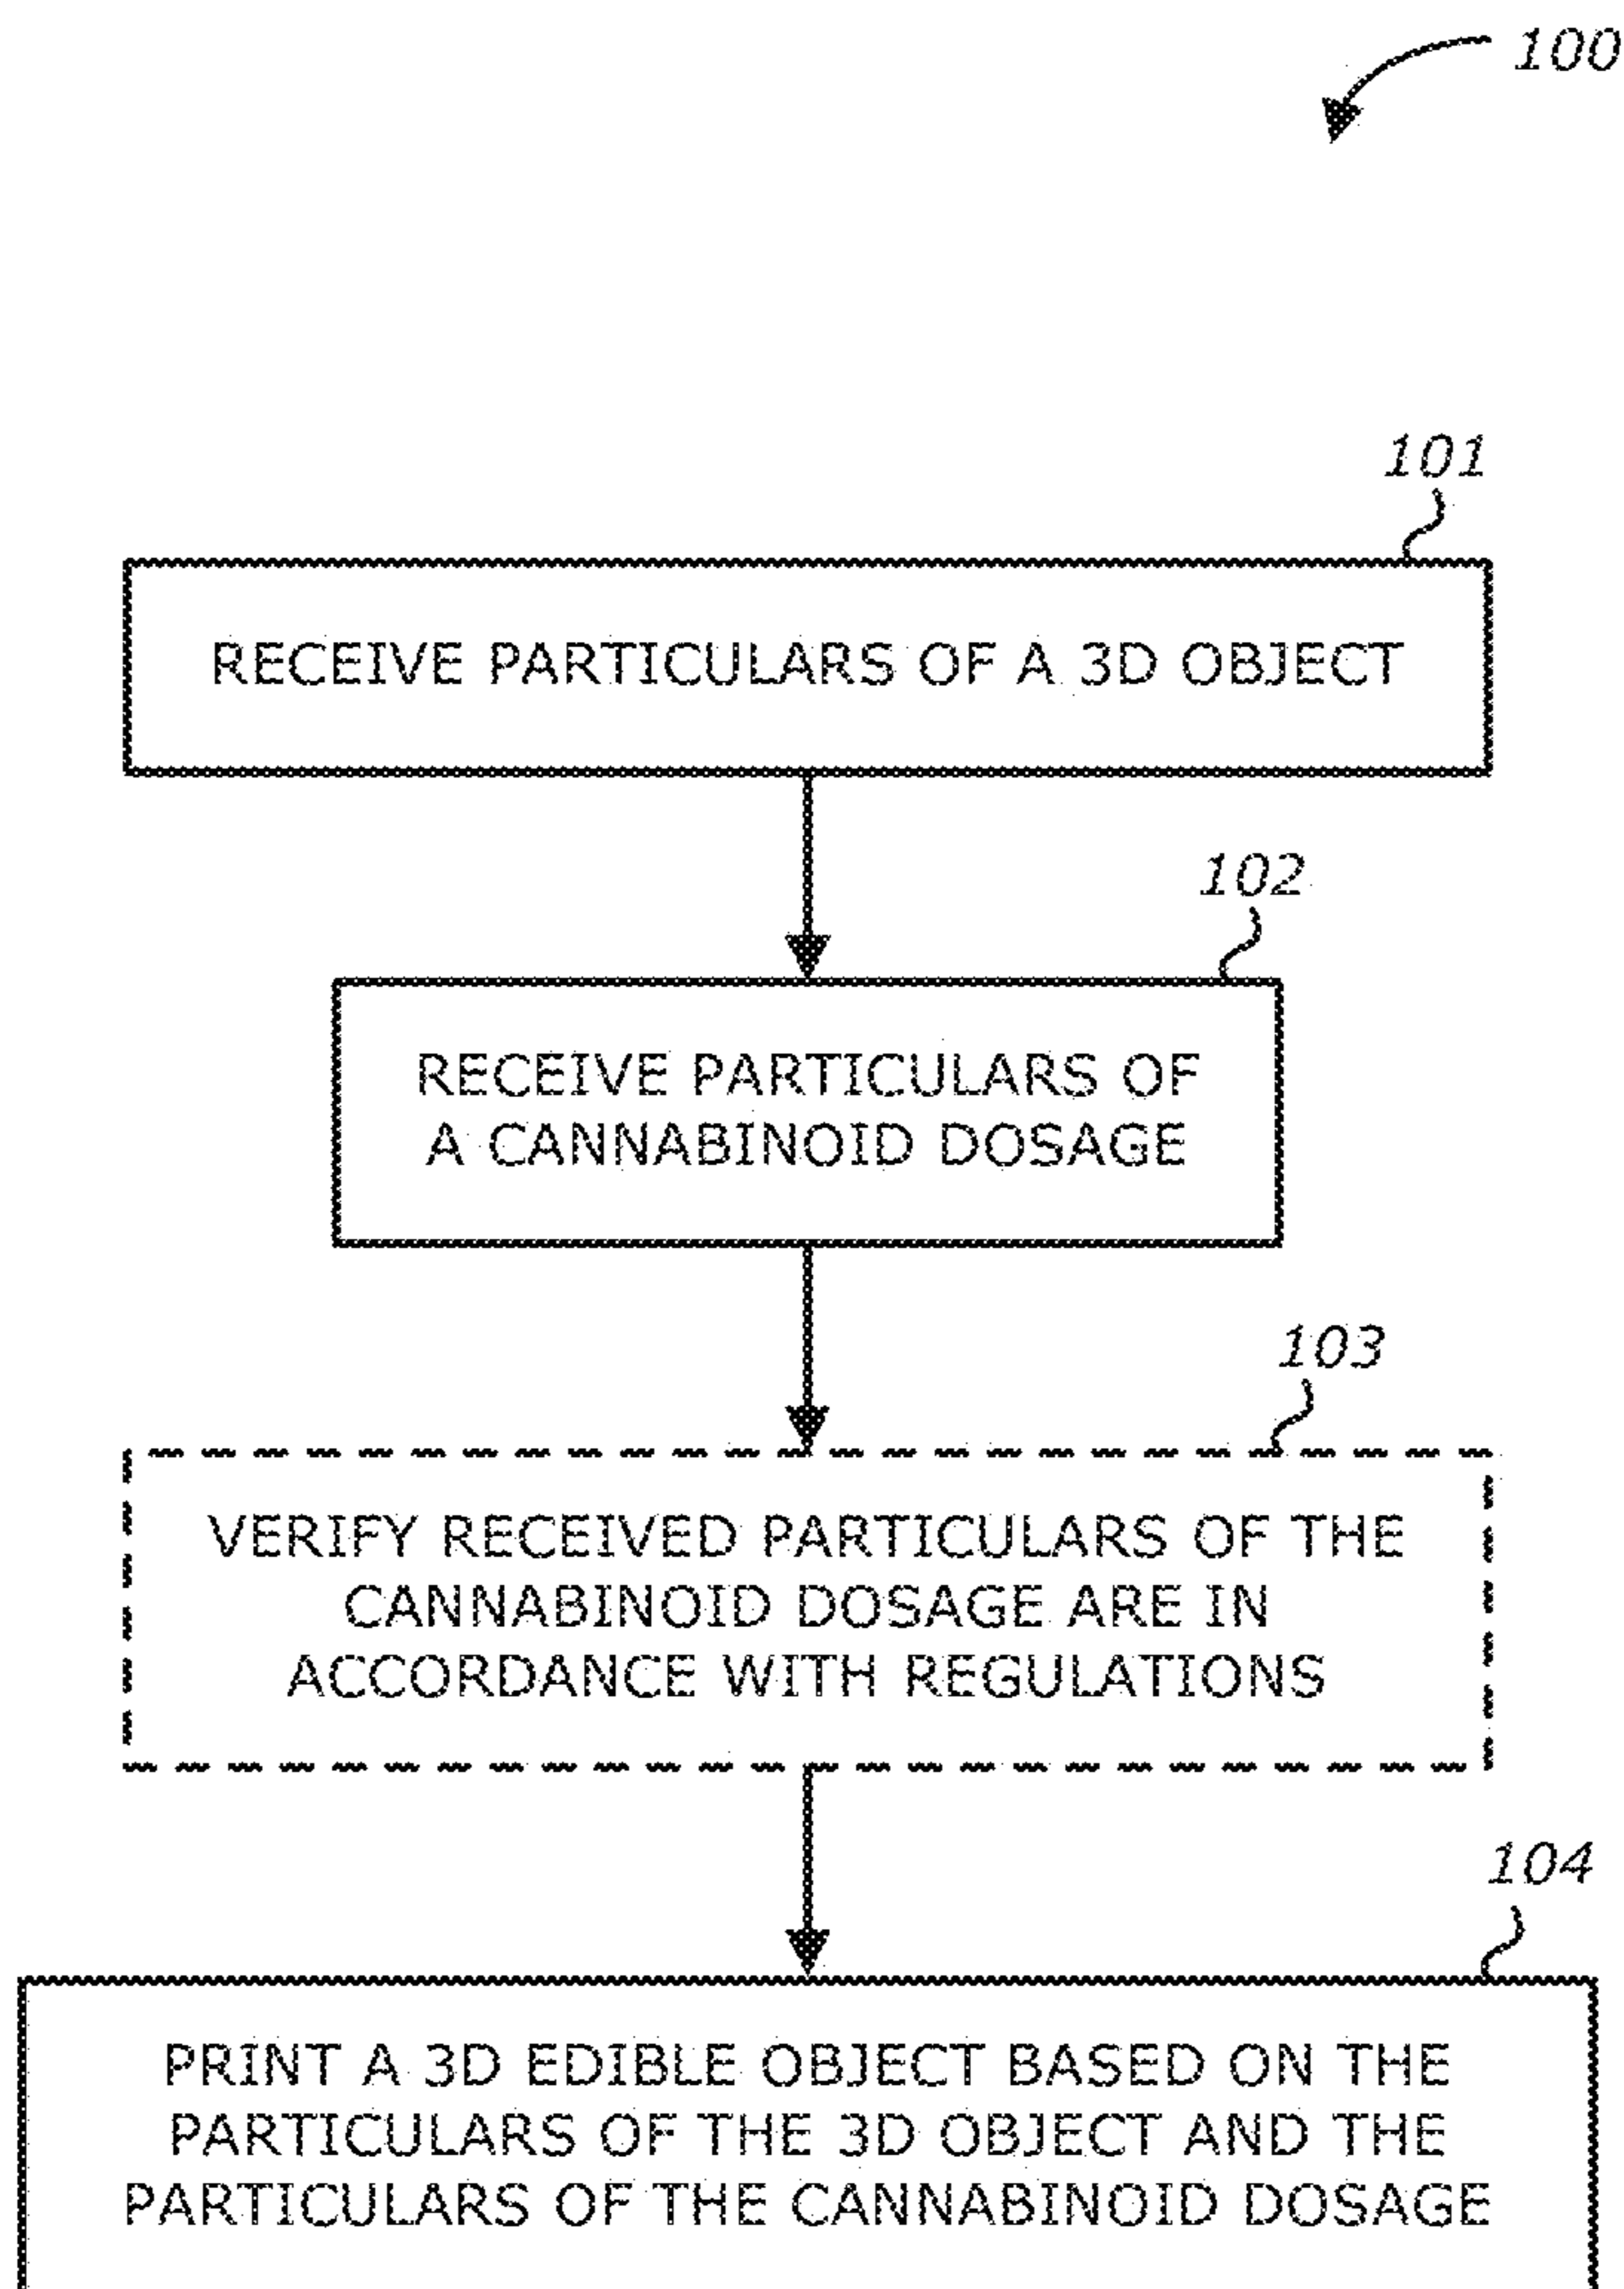 100
101
RECEIVE PARTICULARS OF A 3D OBJECT
102
RECEIVE PARTICULARS OF
A CANNABINOID DOSAGE
103
VERIFY RECEIVED PARTICULARS OF THE
CANNABINOID DOSAGE ARE IN
ACCORDANCE WITH REGULATIONS
104
PRINT A 3D EDIBLE OBJECT BASED ON THE
PARTICULARS OF THE 3D OBJECT AND THE
PARTICULARS OF THE CANNABINOID DOSAGE